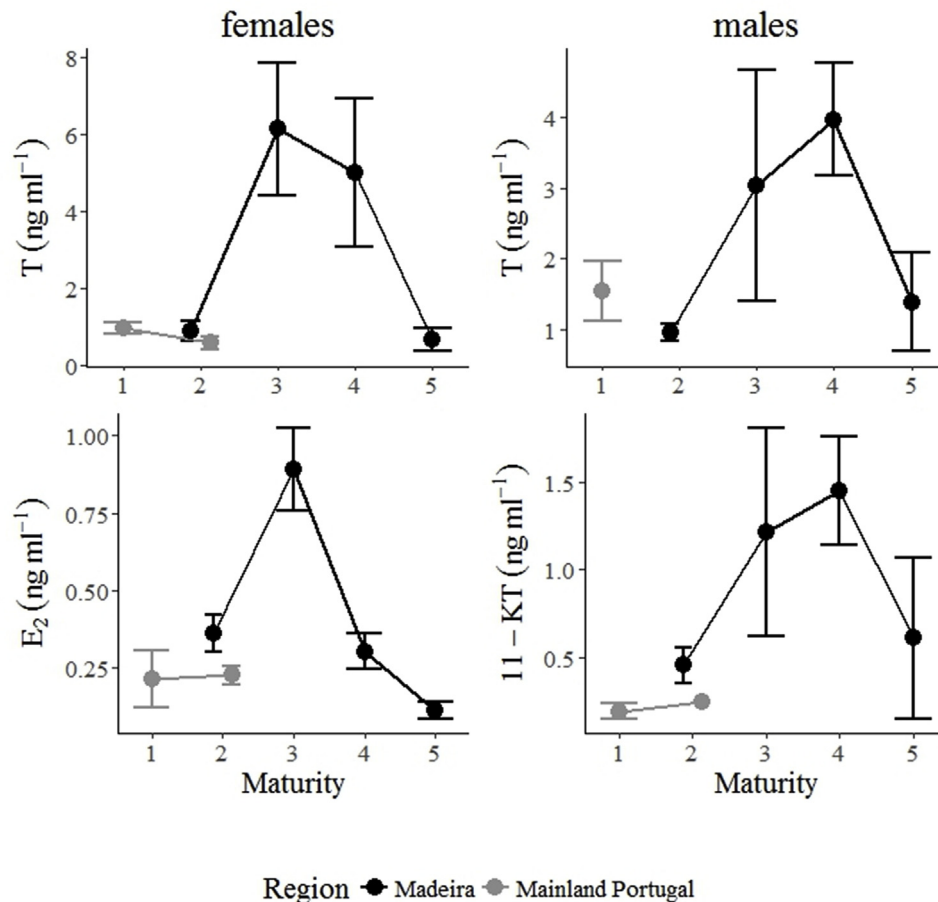 females
T (ng ml⁻¹)
8
6
4
2
0
1 2 3 4 5
males
T (ng ml⁻¹)
4
3
2
1
1 2 3 4 5
E₂ (ng ml⁻¹)
1.00
0.75
0.50
0.25
1 2 3 4 5
Maturity
11 – KT (ng ml⁻¹)
1.5
1.0
0.5
1 2 3 4 5
Maturity
Region Madeira Mainland Portugal